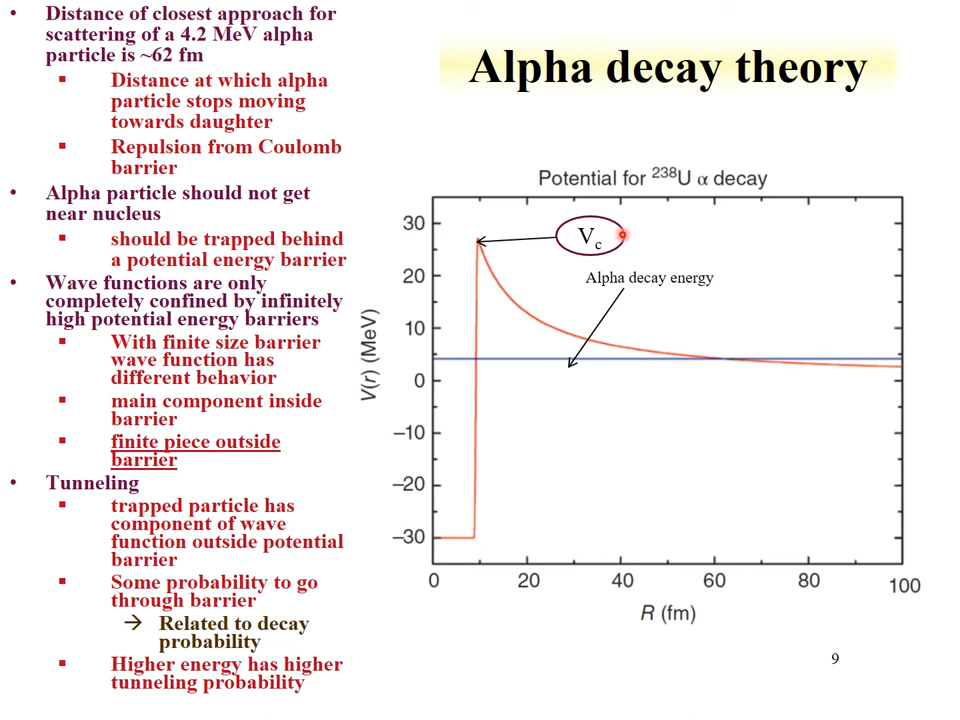 • Distance of closest approach for
scattering of a 4.2 MeV alpha
particle is ~62 fm
▪ Distance at which alpha
particle stops moving
towards daughter
▪ Repulsion from Coulomb
barrier
• Alpha particle should not get
near nucleus
▪ should be trapped behind
a potential energy barrier
• Wave functions are only
completely confined by infinitely
high potential energy barriers
▪ With finite size barrier
wave function has
different behavior
▪ main component inside
barrier
▪ finite piece outside
barrier
• Tunneling
▪ trapped particle has
component of wave
function outside potential
barrier
▪ Some probability to go
through barrier
→ Related to decay
probability
▪ Higher energy has higher
tunneling probability
Alpha decay theory
Potential for ²³⁸U α decay
V(r) (MeV)
30
20
10
0
−10
−20
−30
Vc
Alpha decay energy
0 20 40 60 80 100
R (fm)
9